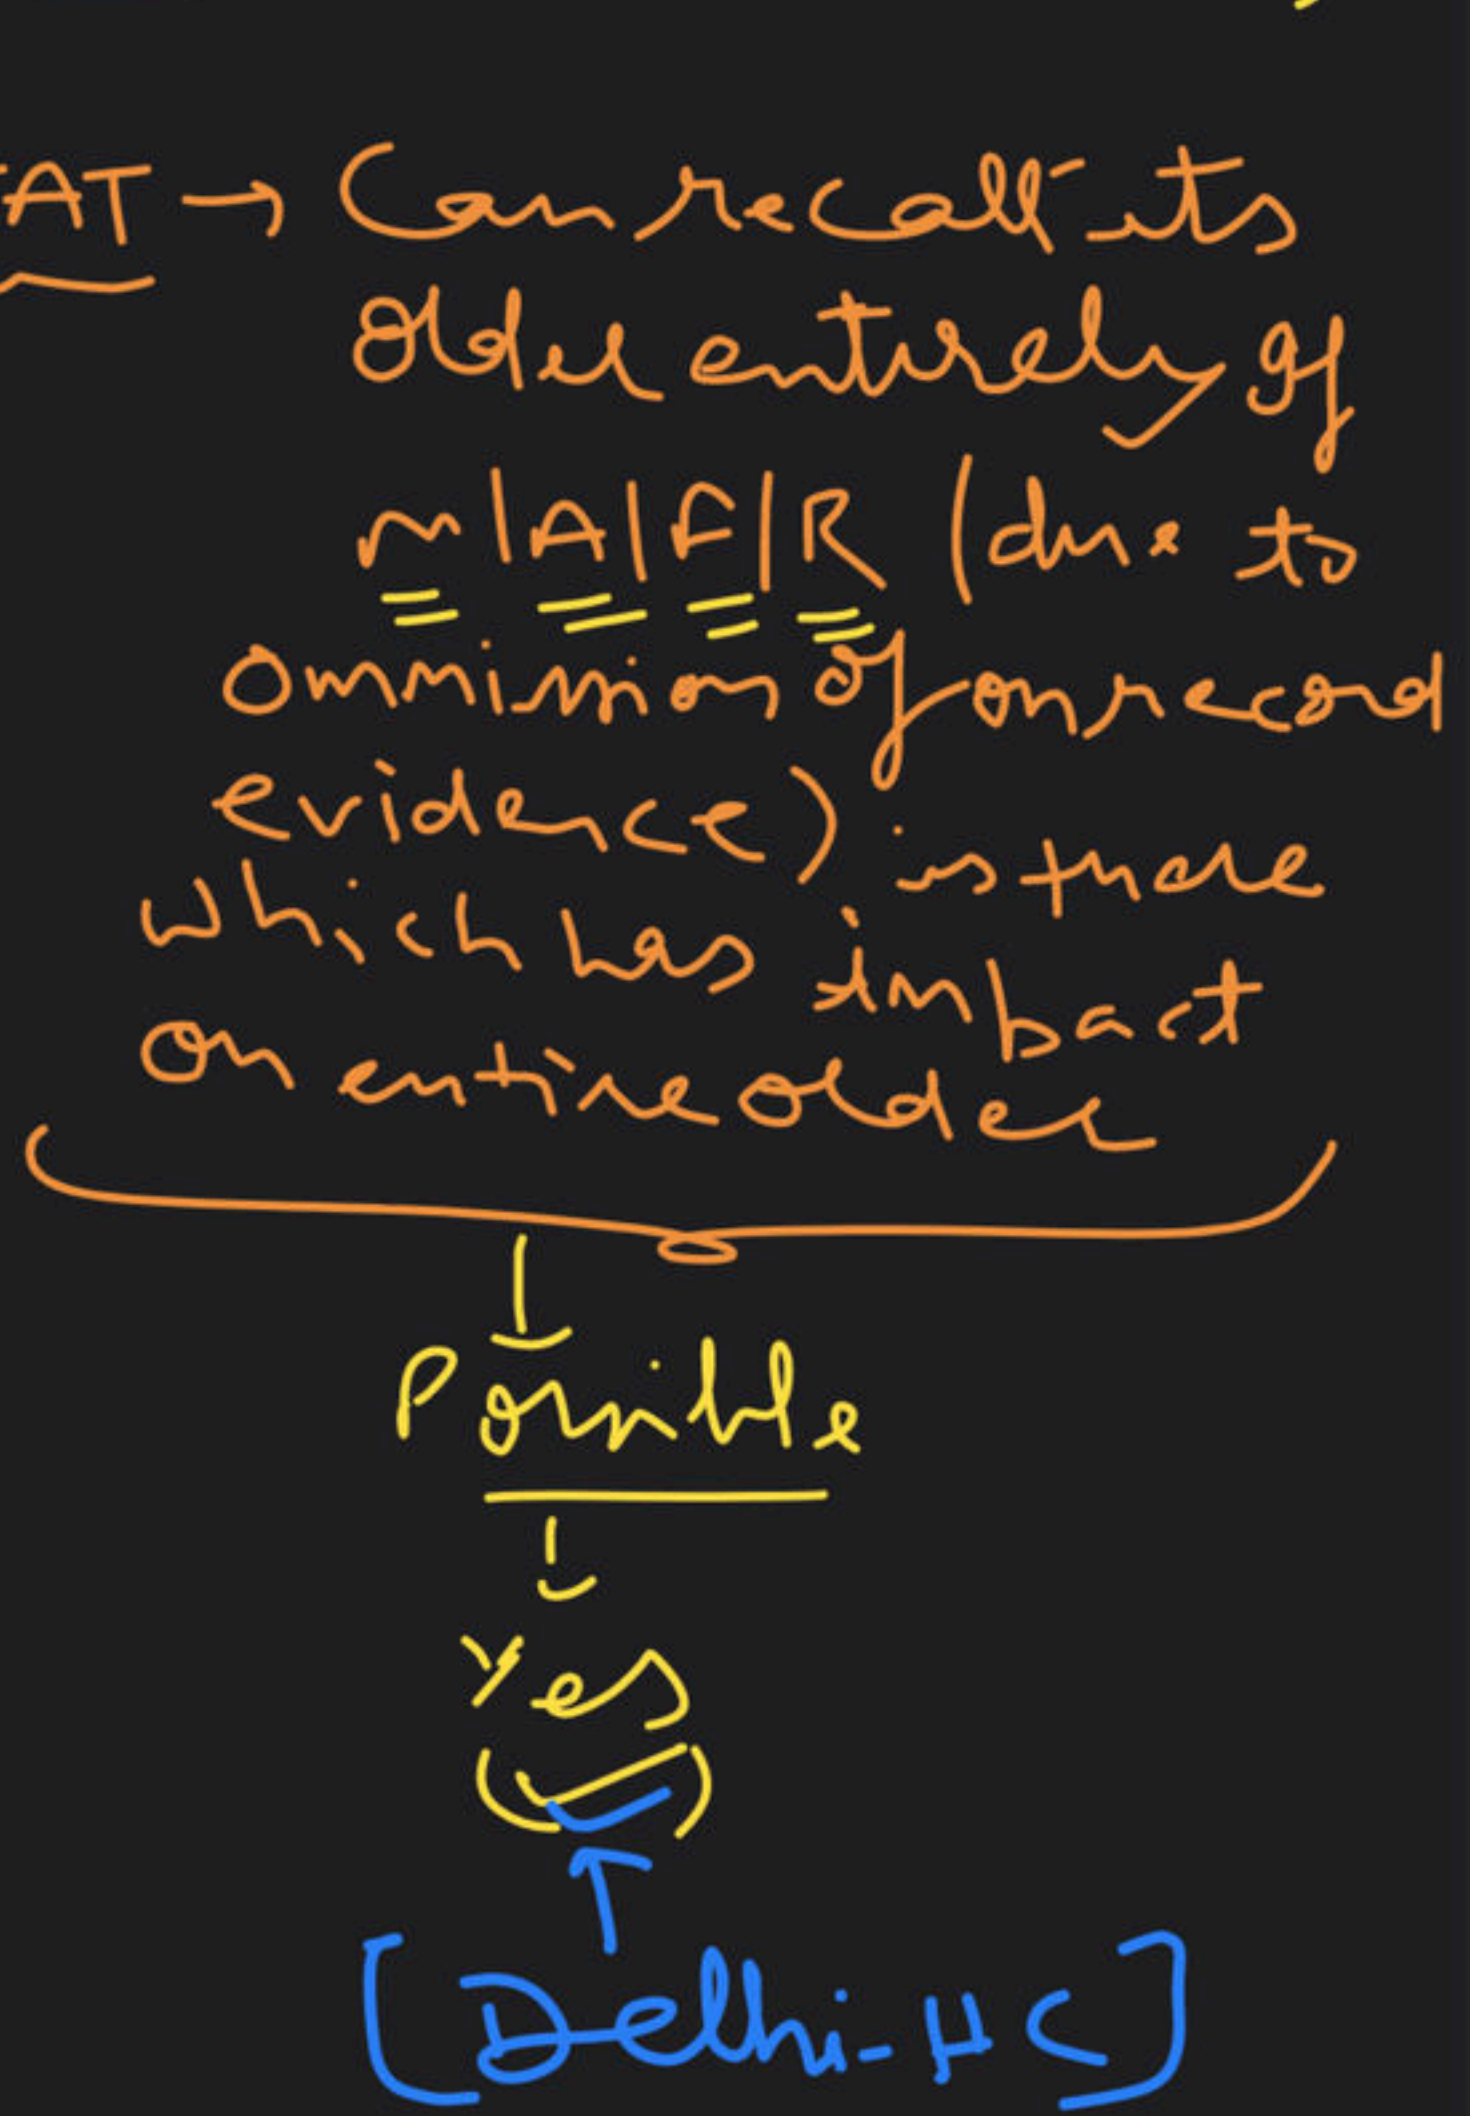 TAT → Can recall its
order entirely if
M/A/F/R (due to
Ommission of on record
evidence) is there
which has impact
on entire order
Possible
Yes
[Delhi-HC]